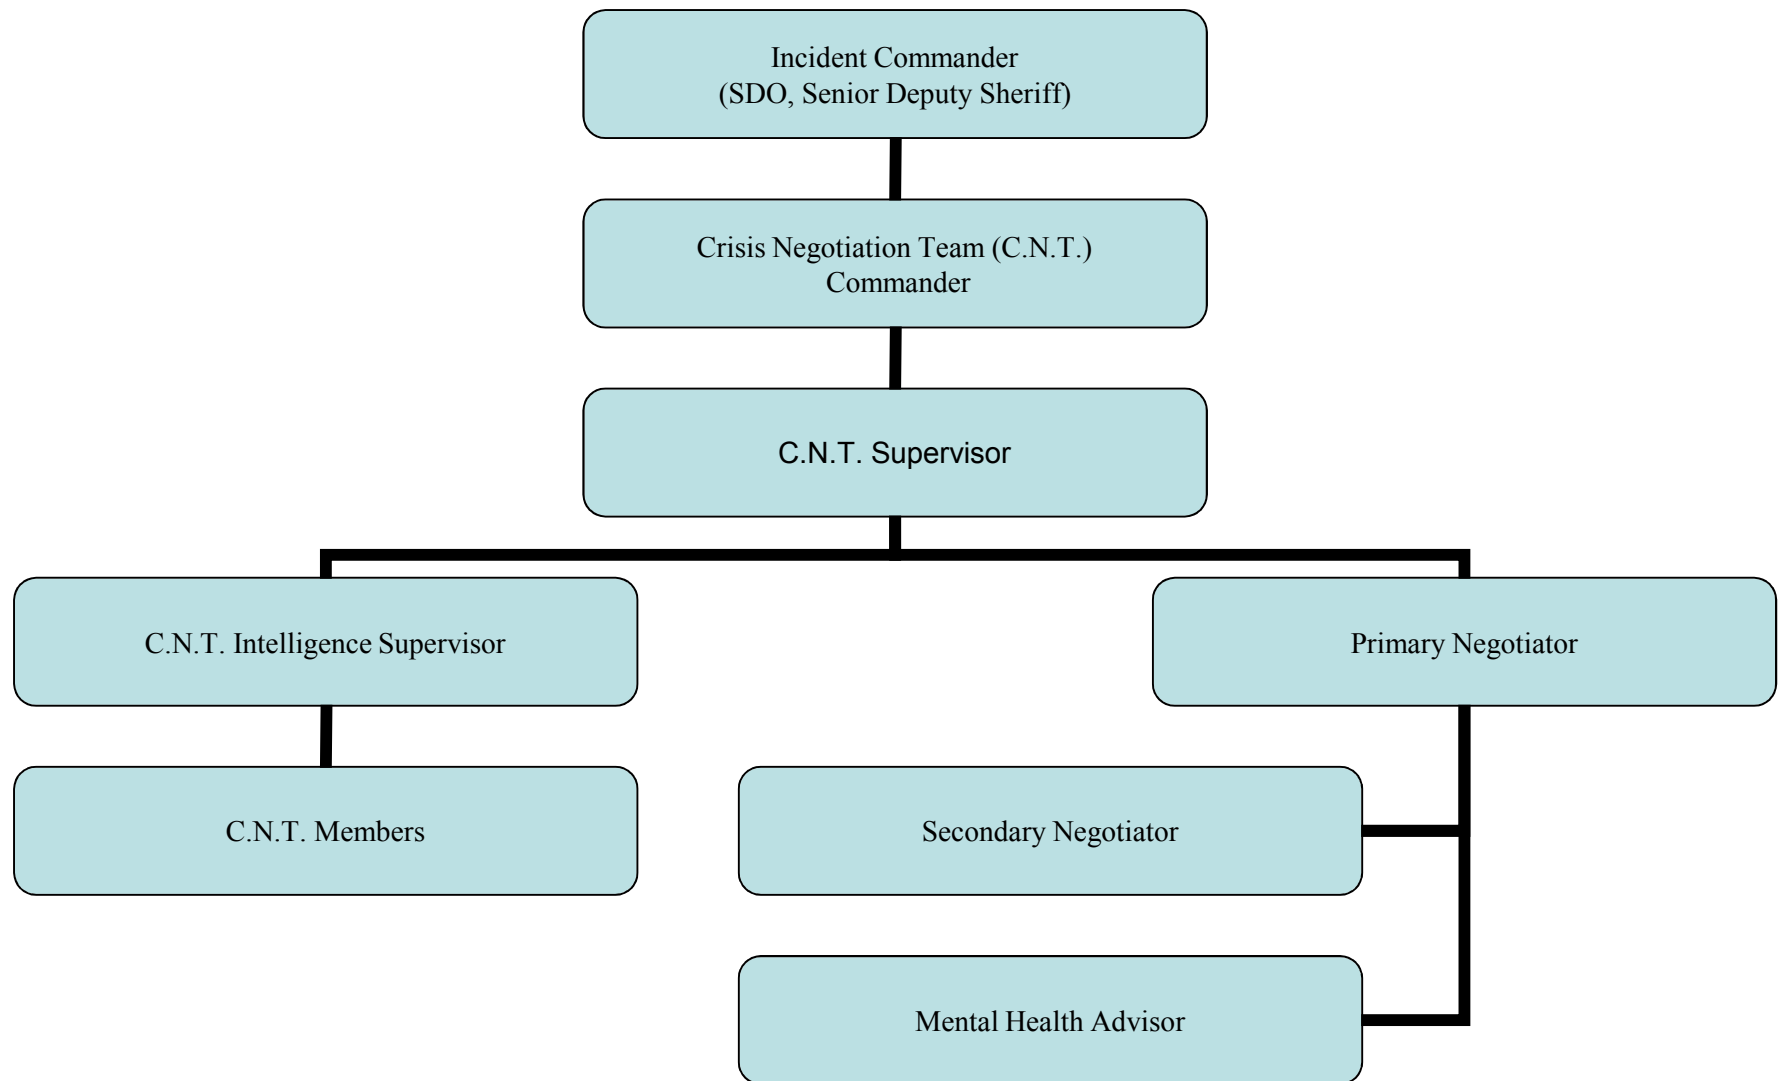 Incident Commander
(SDO, Senior Deputy Sheriff)
Crisis Negotiation Team (C.N.T.)
Commander
C.N.T. Supervisor
C.N.T. Intelligence Supervisor
Primary Negotiator
C.N.T. Members
Secondary Negotiator
Mental Health Advisor